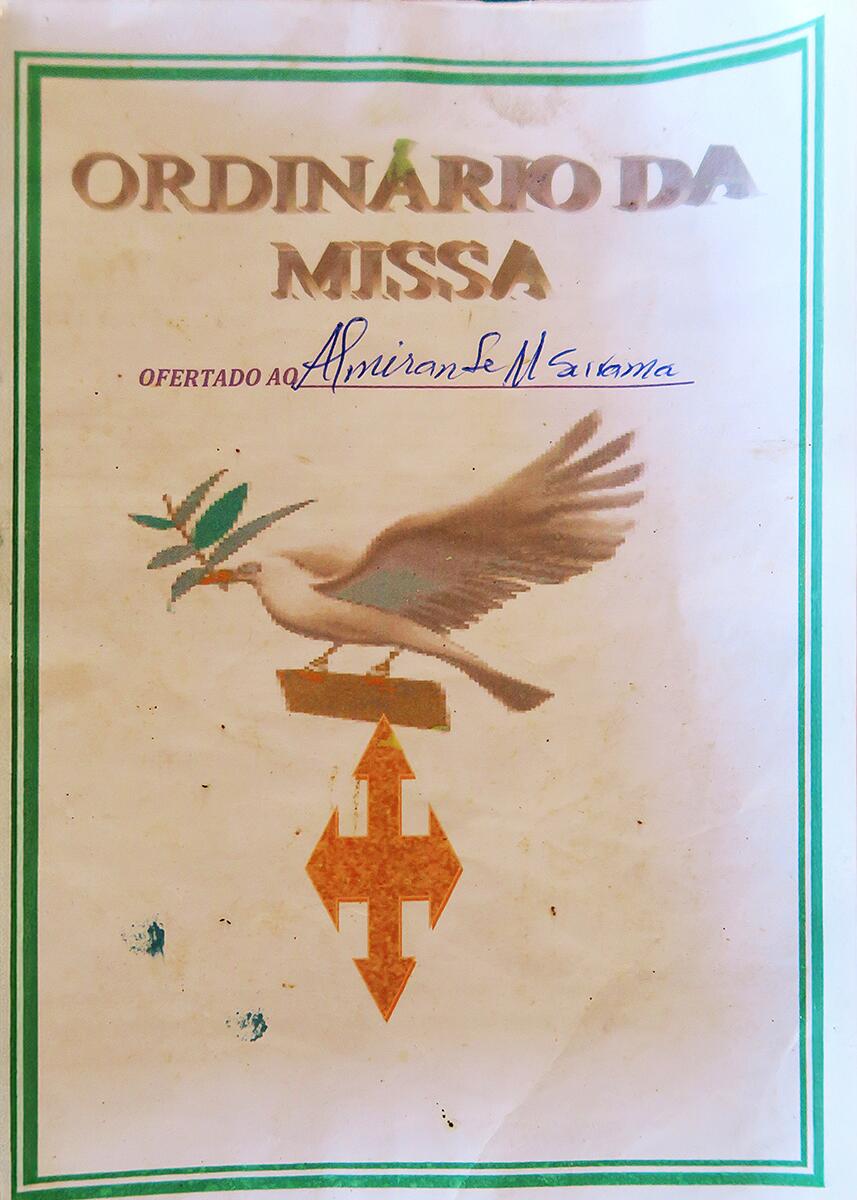 ORDINÁRIO DA
MISSA
OFERTADO AO Almirante M